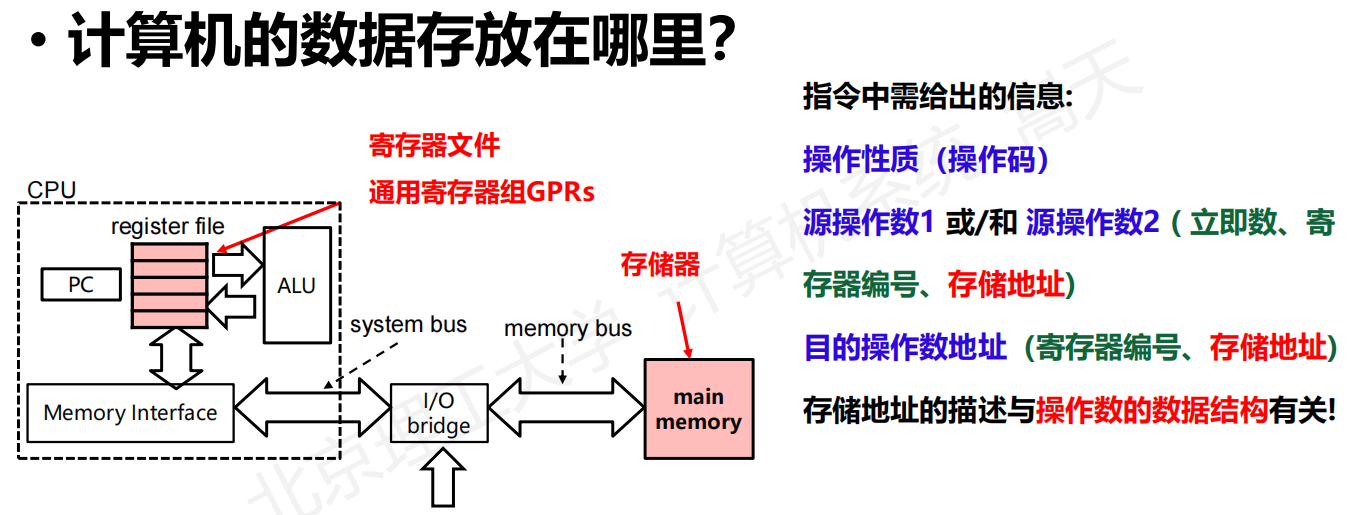 • 计算机的数据存放在哪里？
寄存器文件
通用寄存器组GPRs
CPU
register file
PC
ALU
存储器
system bus
memory bus
Memory Interface
I/O
bridge
main
memory
指令中需给出的信息:
操作性质（操作码）
源操作数1 或/和 源操作数2（立即数、寄
存器编号、存储地址)
目的操作数地址（寄存器编号、存储地址)
存储地址的描述与操作数的数据结构有关!
北京理工大学 计算机系统 高天